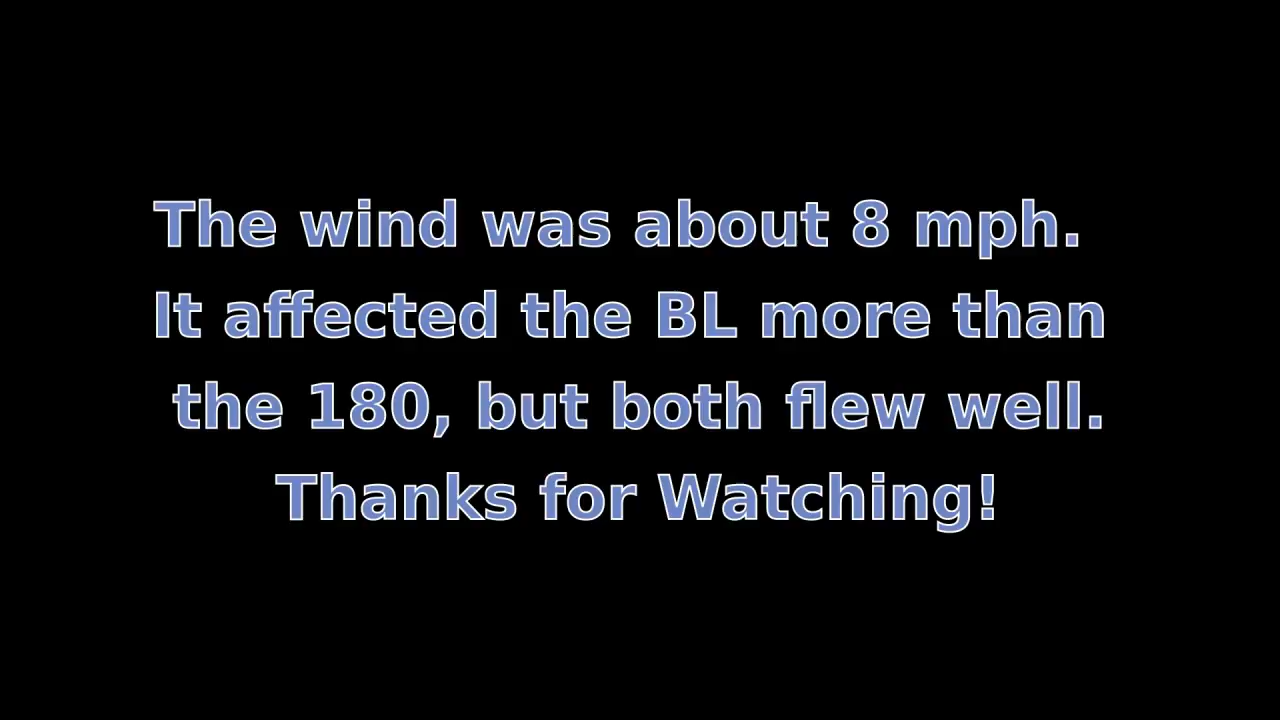 The wind was about 8 mph.
It affected the BL more than
the 180, but both flew well.
Thanks for Watching!